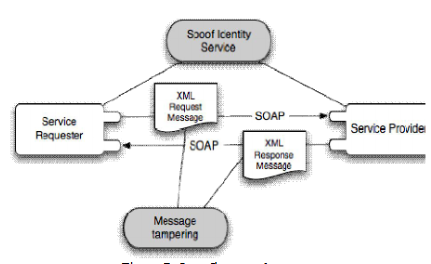 Spoof Identity
Service
XML
Request
Message
SOAP
Service
Requester
Service Provider
SOAP
XML
Response
Message
Message
tampering